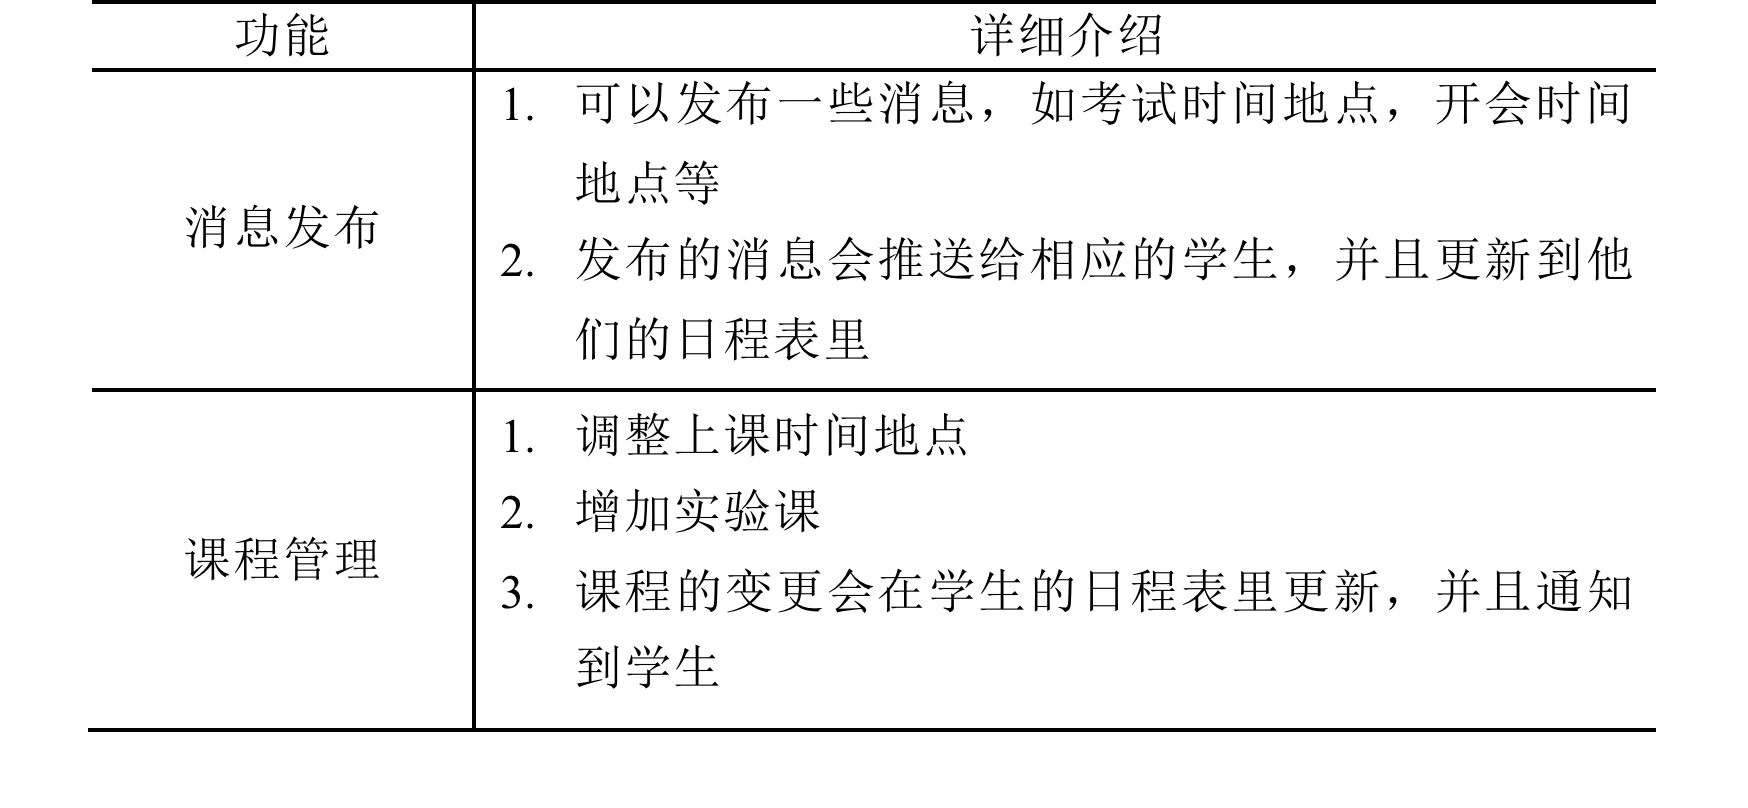 功能 详细介绍
消息发布
1. 可以发布一些消息，如考试时间地点，开会时间
地点等
2. 发布的消息会推送给相应的学生，并且更新到他
们的日程表里
课程管理
1. 调整上课时间地点
2. 增加实验课
3. 课程的变更会在学生的日程表里更新，并且通知
到学生